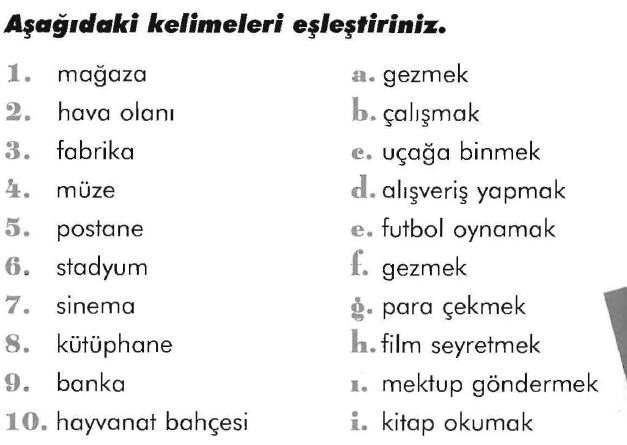 Aşağıdaki kelimeleri eşleştiriniz.
1. mağaza a. gezmek
2. hava olanı b. çalışmak
3. fabrika c. uçağa binmek
4. müze d. alışveriş yapmak
5. postane e. futbol oynamak
6. stadyum f. gezmek
7. sinema ġ. para çekmek
8. kütüphane h. film seyretmek
9. banka ı. mektup göndermek
10. hayvanat bahçesi i. kitap okumak